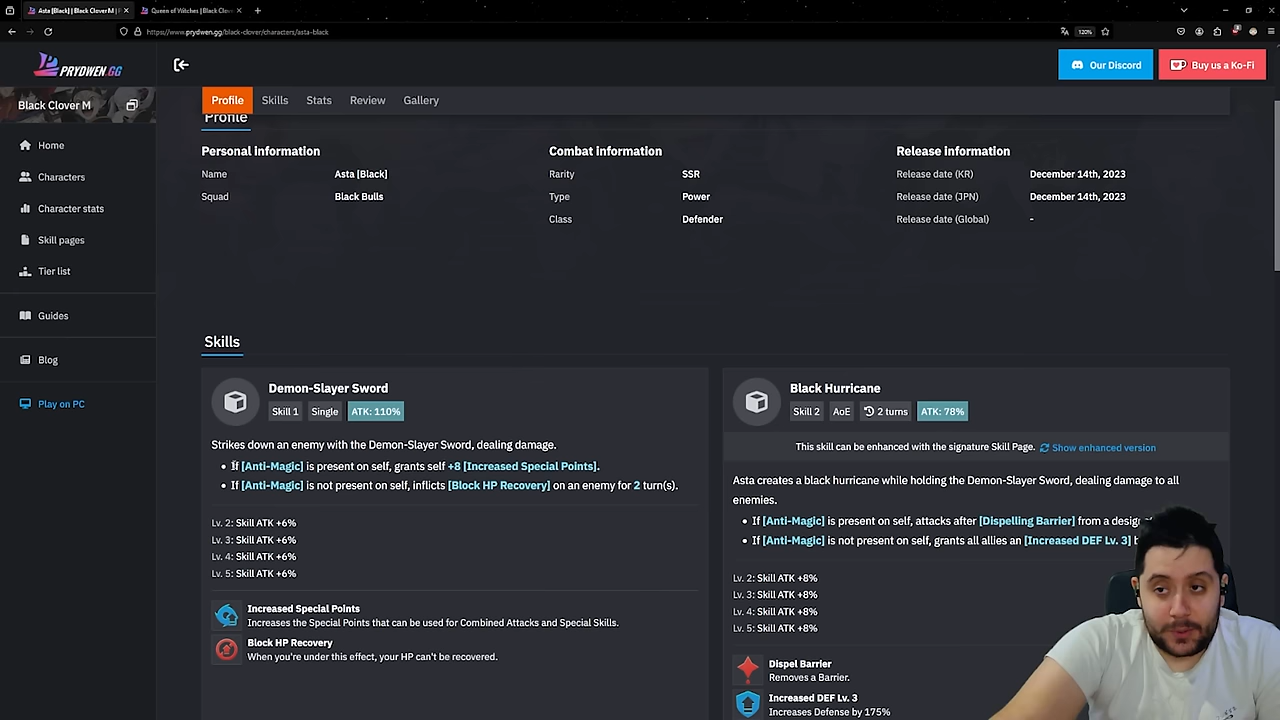 Asta [Black] | Black Clover M |
Queen of Witches | Black Clov
https://www.prydwen.gg/black-clover/characters/asta-black
120%
PRYDWEN.GG
Our Discord
Buy us a Ko-Fi
Black Clover M
Profile
Skills
Stats
Review
Gallery
Home
Characters
Character stats
Skill pages
Tier list
Guides
Blog
Play on PC
Profile
Personal information
Combat information
Release information
Name
Asta [Black]
Rarity
SSR
Release date (KR)
December 14th, 2023
Squad
Black Bulls
Type
Power
Release date (JPN)
December 14th, 2023
Class
Defender
Release date (Global)
-
Skills
Demon-Slayer Sword
Skill 1
Single
ATK: 110%
Strikes down an enemy with the Demon-Slayer Sword, dealing damage.
If [Anti-Magic] is present on self, grants self +8 [Increased Special Points].
If [Anti-Magic] is not present on self, inflicts [Block HP Recovery] on an enemy for 2 turn(s).
Lv. 2: Skill ATK +6%
Lv. 3: Skill ATK +6%
Lv. 4: Skill ATK +6%
Lv. 5: Skill ATK +6%
Increased Special Points
Increases the Special Points that can be used for Combined Attacks and Special Skills.
Block HP Recovery
When you're under this effect, your HP can't be recovered.
Black Hurricane
Skill 2
AoE
2 turns
ATK: 78%
This skill can be enhanced with the signature Skill Page. Show enhanced version
Asta creates a black hurricane while holding the Demon-Slayer Sword, dealing damage to all
enemies.
If [Anti-Magic] is present on self, attacks after [Dispelling Barrier] from a
If [Anti-Magic] is not present on self, grants all allies an [Increased DEF Lv. 3]
Lv. 2: Skill ATK +8%
Lv. 3: Skill ATK +8%
Lv. 4: Skill ATK +8%
Lv. 5: Skill ATK +8%
Dispel Barrier
Removes a Barrier.
Increased DEF Lv. 3
Increases Defense by 175%